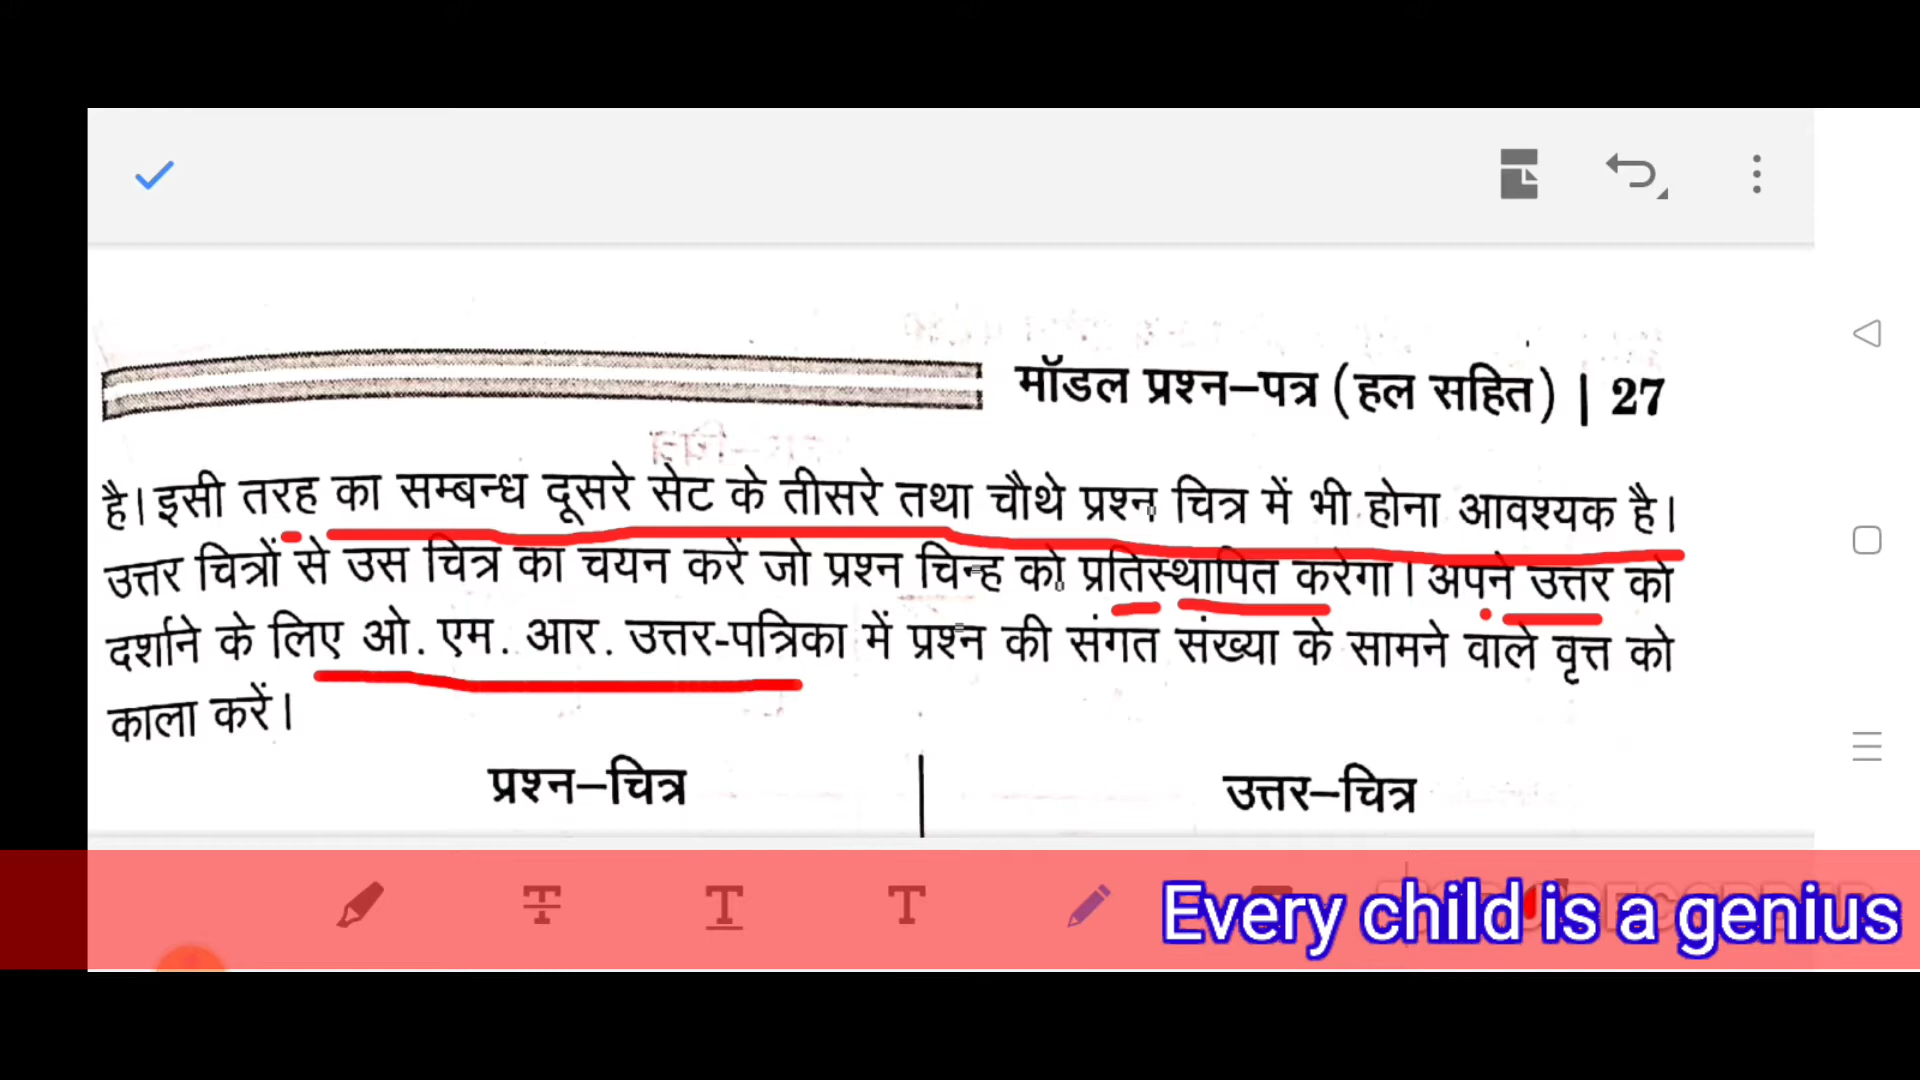 मॉडल प्रश्न-पत्र (हल सहित) | 27
है। इसी तरह का सम्बन्ध दूसरे सेट के तीसरे तथा चौथे प्रश्न चित्र में भी होना आवश्यक है।
उत्तर चित्रों से उस चित्र का चयन करें जो प्रश्न चिन्ह को प्रतिस्थापित करेगा। अपने उत्तर को
दर्शाने के लिए ओ. एम. आर. उत्तर-पत्रिका में प्रश्न की संगत संख्या के सामने वाले वृत्त को
काला करें।
प्रश्न-चित्र
उत्तर-चित्र
T T T
Every child is a genius